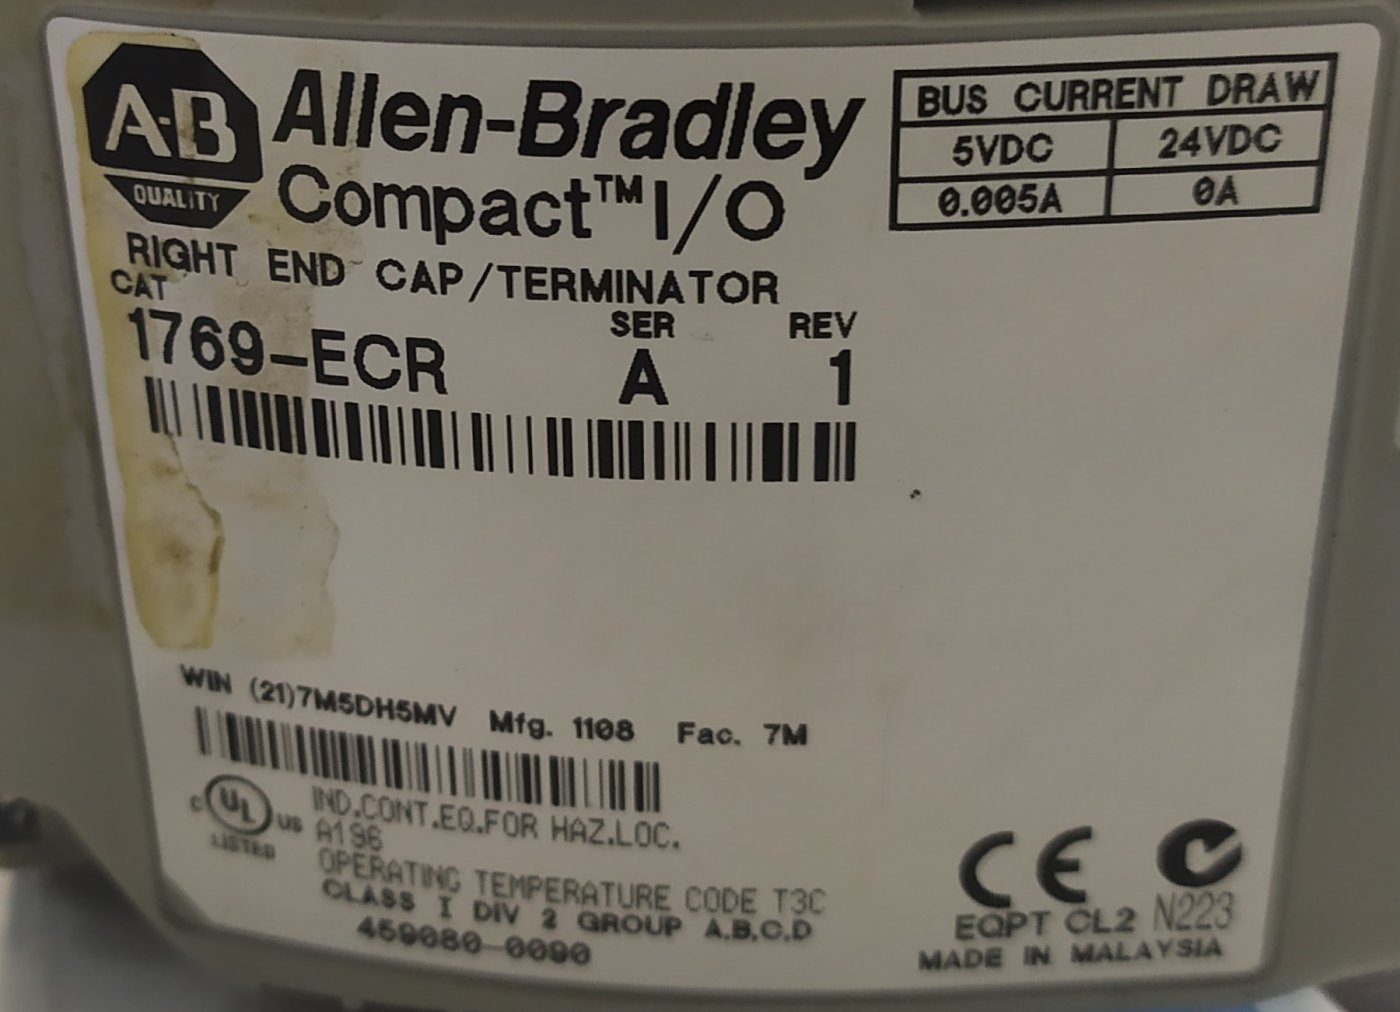 A-B
QUALITY
Allen-Bradley
Compact™ I/O
RIGHT END CAP/TERMINATOR
CAT
1769-ECR
SER
A
REV
1
BUS CURRENT DRAW
5VDC 24VDC
0.005A 0A
WIN (21)7M5DH5MV Mfg. 1108 Fac. 7M
C UL US
LISTED
IND.CONT.EQ.FOR HAZ.LOC.
A196
OPERATING TEMPERATURE CODE T3C
CLASS I DIV 2 GROUP A.B.C.D
459080-0090
CE
EQPT CL2 N223
MADE IN MALAYSIA